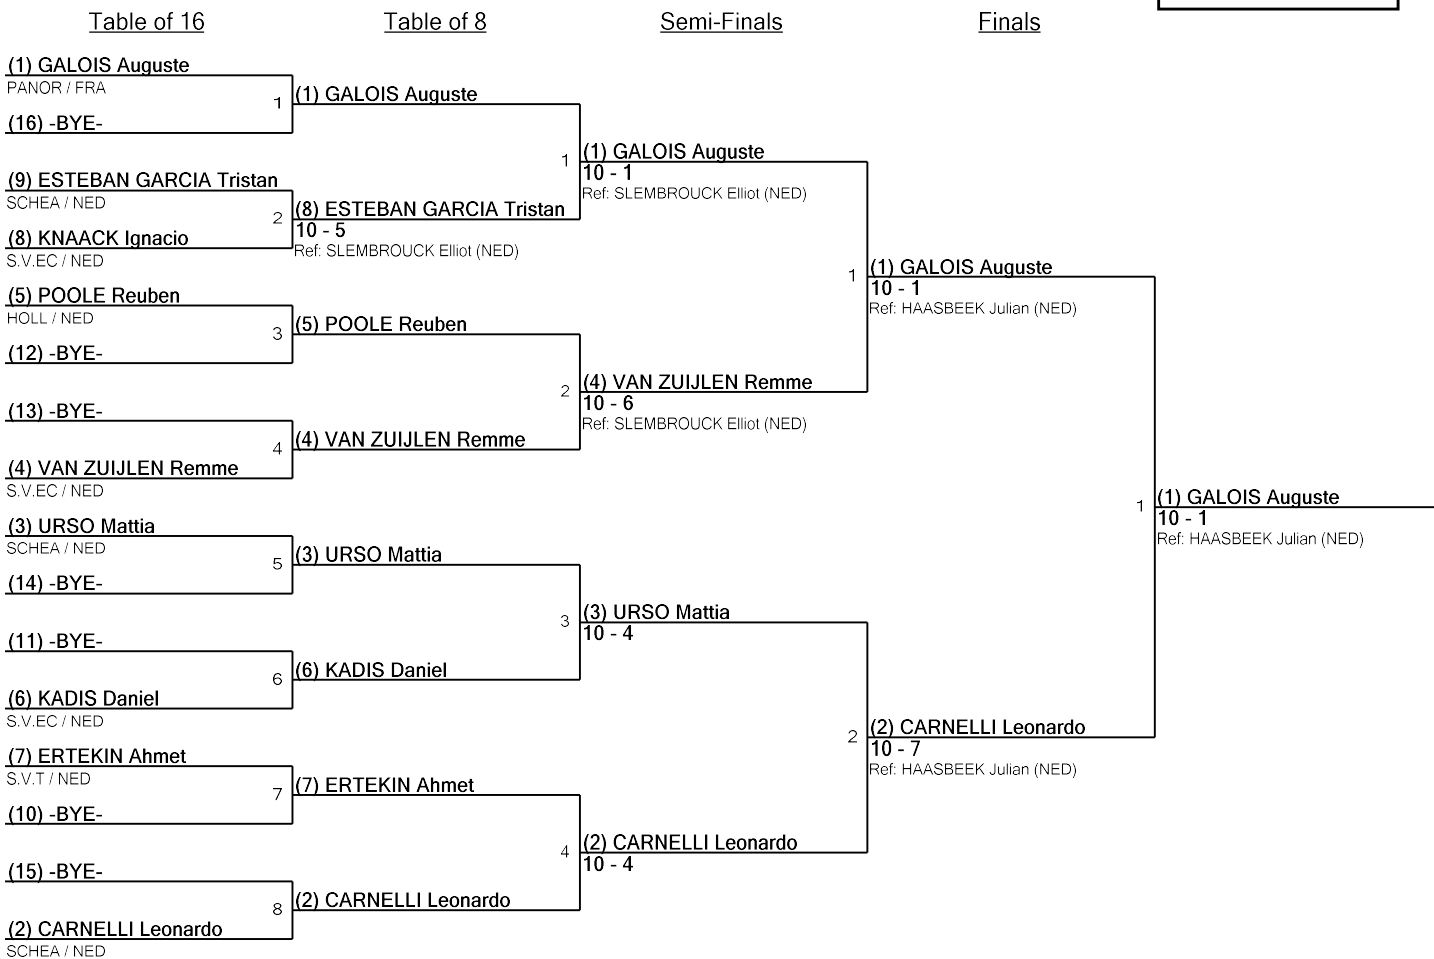 Table of 16
Table of 8
Semi-Finals
Finals
(1) GALOIS Auguste
PANOR / FRA
1
(16) -BYE-
(9) ESTEBAN GARCIA Tristan
SCHEA / NED
2
(8) KNAACK Ignacio
S.V.EC / NED
(5) POOLE Reuben
HOLL / NED
3
(12) -BYE-
(13) -BYE-
4
(4) VAN ZUIJLEN Remme
S.V.EC / NED
(3) URSO Mattia
SCHEA / NED
5
(14) -BYE-
(11) -BYE-
6
(6) KADIS Daniel
S.V.EC / NED
(7) ERTEKIN Ahmet
S.V.T / NED
7
(10) -BYE-
(15) -BYE-
8
(2) CARNELLI Leonardo
SCHEA / NED
(1) GALOIS Auguste
1
(8) ESTEBAN GARCIA Tristan
10 - 5
Ref: SLEMBROUCK Elliot (NED)
(5) POOLE Reuben
2
(4) VAN ZUIJLEN Remme
(3) URSO Mattia
3
(6) KADIS Daniel
(7) ERTEKIN Ahmet
4
(2) CARNELLI Leonardo
(1) GALOIS Auguste
10 - 1
Ref: SLEMBROUCK Elliot (NED)
1
(4) VAN ZUIJLEN Remme
10 - 6
Ref: SLEMBROUCK Elliot (NED)
(3) URSO Mattia
10 - 4
2
(2) CARNELLI Leonardo
10 - 4
(1) GALOIS Auguste
10 - 1
Ref: HAASBEEK Julian (NED)
1
(2) CARNELLI Leonardo
10 - 7
Ref: HAASBEEK Julian (NED)
(1) GALOIS Auguste
10 - 1
Ref: HAASBEEK Julian (NED)